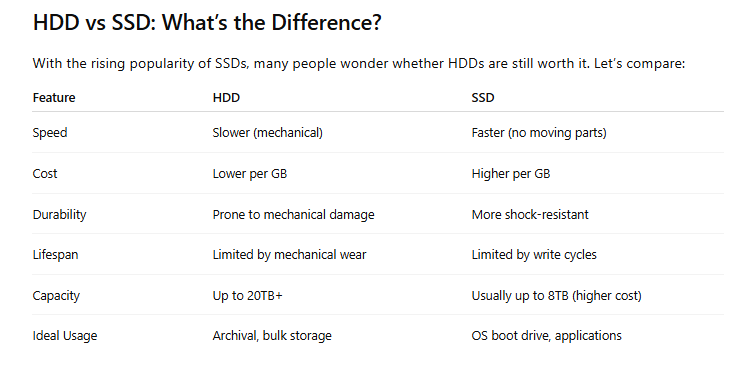 HDD vs SSD: What’s the Difference?
With the rising popularity of SSDs, many people wonder whether HDDs are still worth it. Let’s compare:
Feature HDD SSD
Speed Slower (mechanical) Faster (no moving parts)
Cost Lower per GB Higher per GB
Durability Prone to mechanical damage More shock-resistant
Lifespan Limited by mechanical wear Limited by write cycles
Capacity Up to 20TB+ Usually up to 8TB (higher cost)
Ideal Usage Archival, bulk storage OS boot drive, applications